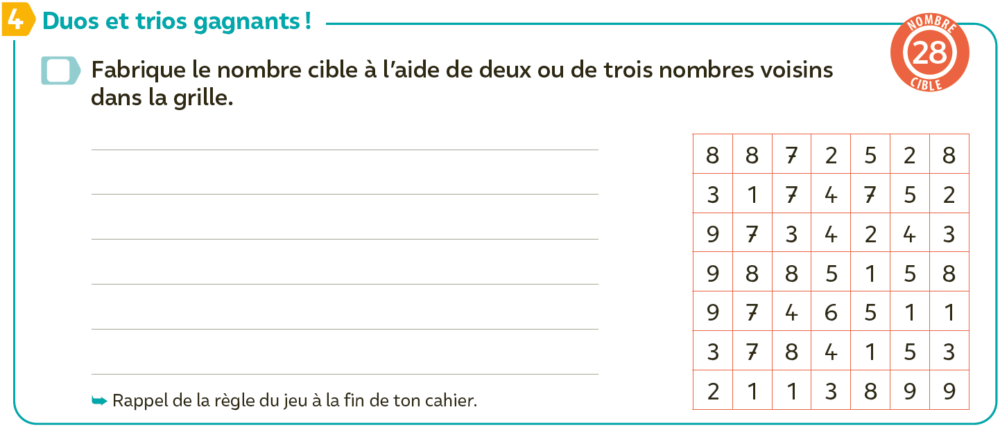 4 Duos et trios gagnants !
NOMBRE
28
CIBLE
Fabrique le nombre cible à l’aide de deux ou de trois nombres voisins
dans la grille.
8 8 7 2 5 2 8
3 1 7 4 7 5 2
9 7 3 4 2 4 3
9 8 8 5 1 5 8
9 7 4 6 5 1 1
3 7 8 4 1 5 3
2 1 1 3 8 9 9
➥ Rappel de la règle du jeu à la fin de ton cahier.